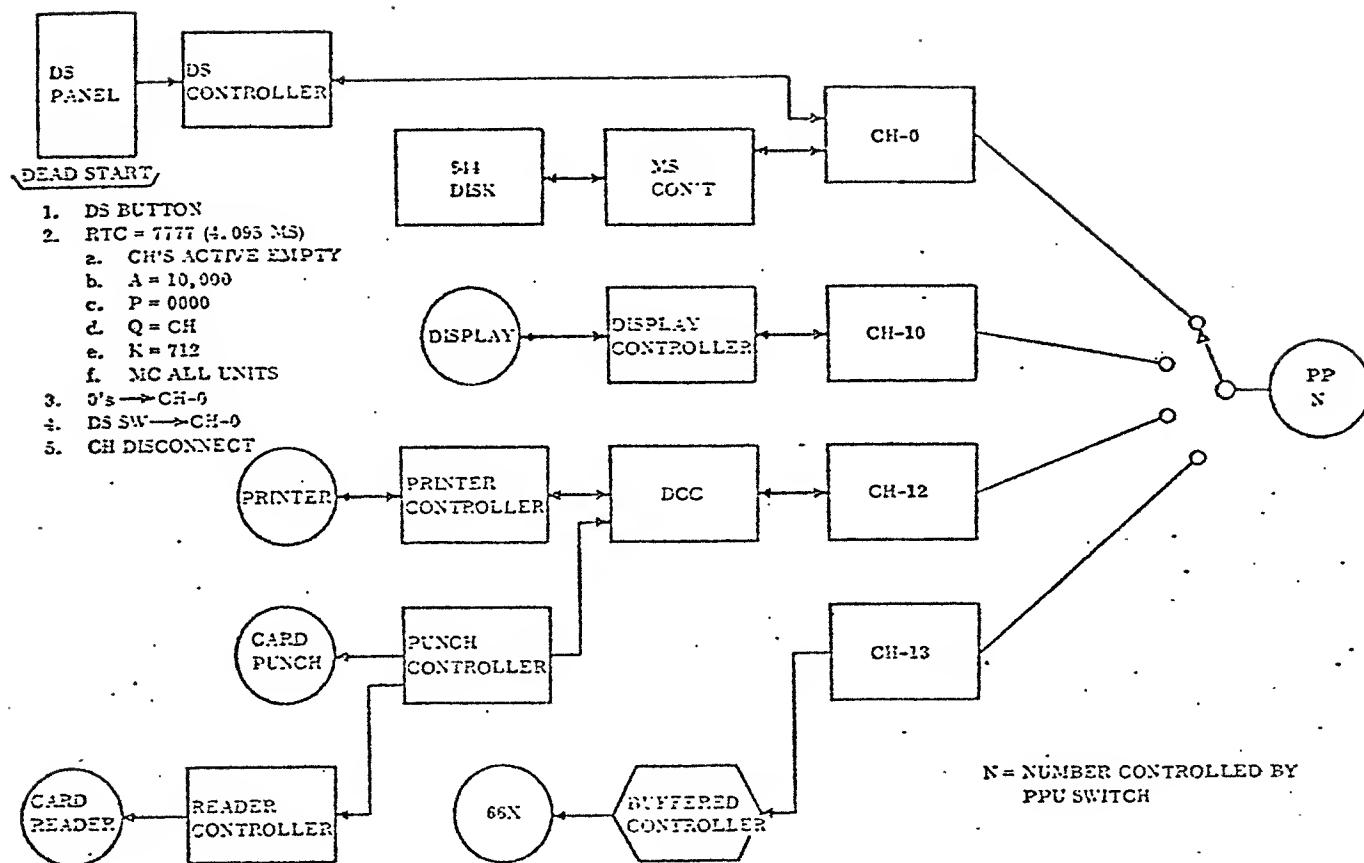 DS
PANEL
DS
CONTROLLER
CH-0
DEAD START
844
DISK
MS
CON'T
1. DS BUTTON
2. RTC = 7777 (4.095 MS)
a. CH'S ACTIVE EMPTY
b. A = 10,000
c. P = 0000
d. Q = CH
e. K = 712
f. MC ALL UNITS
3. 0's → CH-0
4. DS SW → CH-0
5. CH DISCONNECT
DISPLAY
DISPLAY
CONTROLLER
CH-10
PP
N
PRINTER
PRINTER
CONTROLLER
DCC
CH-12
CARD
PUNCH
PUNCH
CONTROLLER
CH-13
CARD
READER
READER
CONTROLLER
66X
BUFFERED
CONTROLLER
N = NUMBER CONTROLLED BY
PPU SWITCH